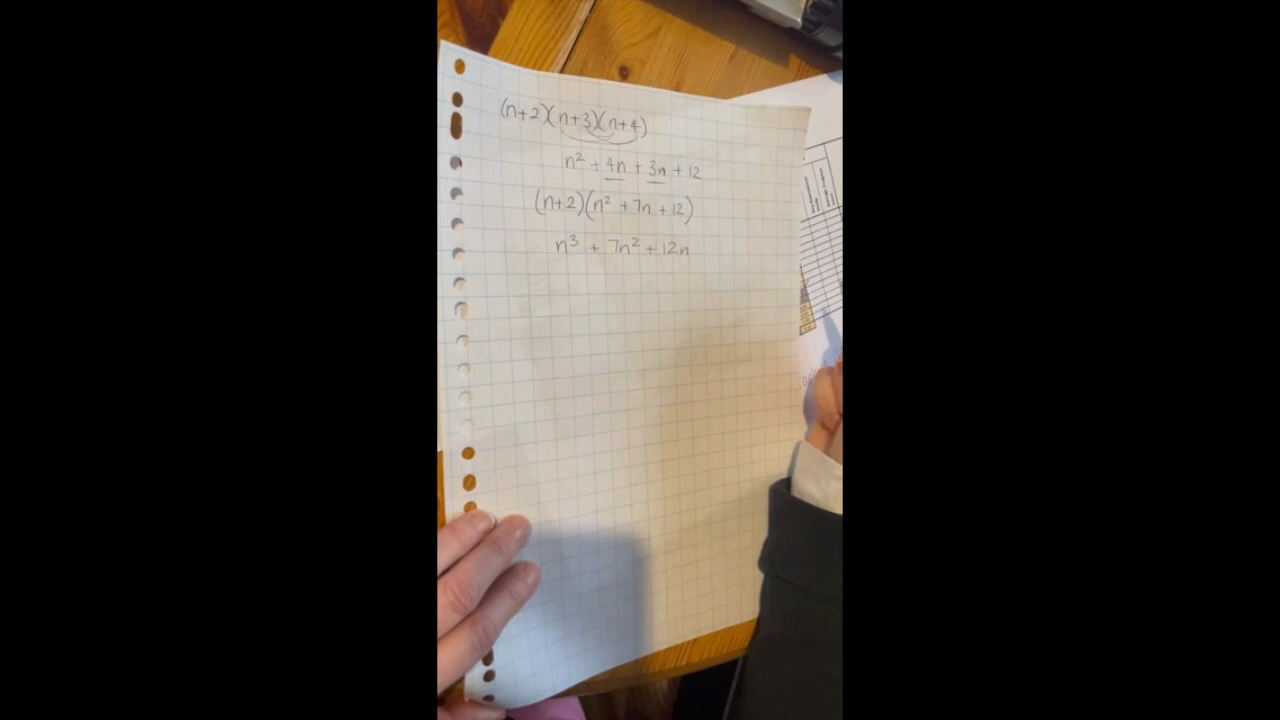 (n+2)(n+3)(n+4)
n² + 4n + 3n + 12
(n+2)(n² + 7n + 12)
n³ + 7n² + 12n